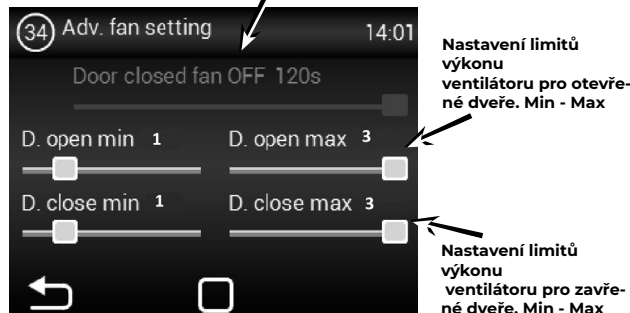 34 Adv. fan setting 14:01
Door closed fan OFF 120s
D. open min 1 D. open max 3
D. close min 1 D. close max 3
Nastavení limitů
výkonu
ventilátoru pro otevře-
né dveře. Min - Max
Nastavení limitů
výkonu
ventilátoru pro zavře-
né dveře. Min - Max